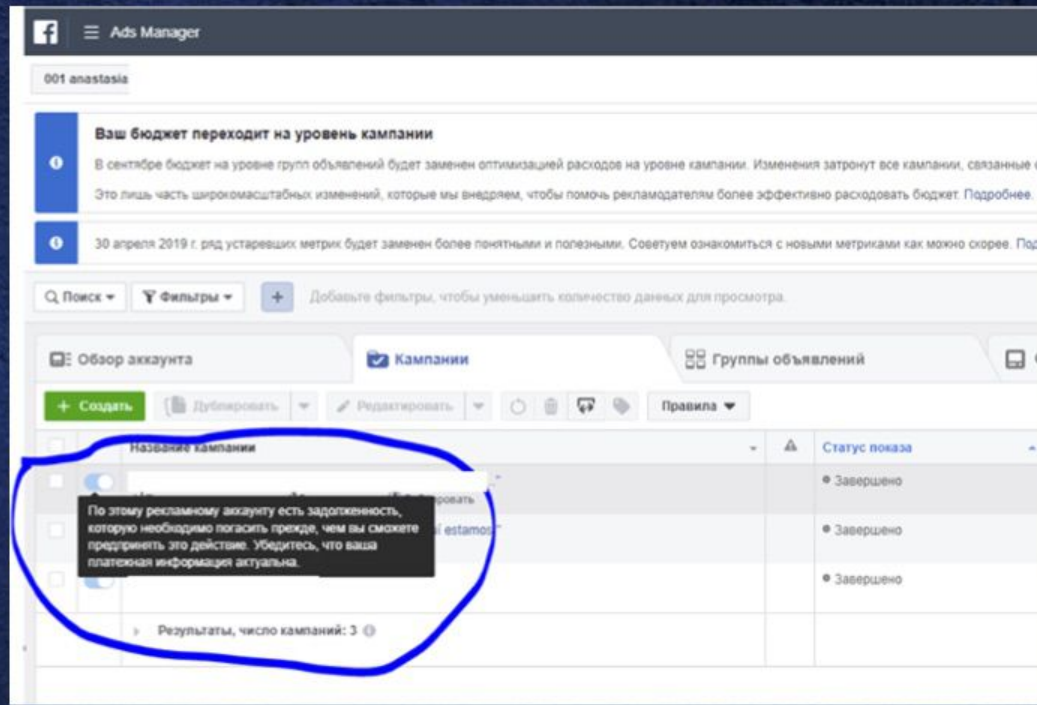 f
Ads Manager
001 anastasia
Ваш бюджет переходит на уровень кампании
В сентябре бюджет на уровне групп объявлений будет заменен оптимизацией расходов на уровне кампании. Изменения затронут все кампании, связанные
Это лишь часть широкомасштабных изменений, которые мы внедряем, чтобы помочь рекламодателям более эффективно расходовать бюджет. Подробнее.
30 апреля 2019 г. ряд устаревших метрик будет заменен более понятными и полезными. Советуем ознакомиться с новыми метриками как можно скорее.
Поиск Фильтры + Добавьте фильтры, чтобы уменьшить количество данных для просмотра.
Обзор аккаунта Кампании Группы объявлений
+ Создать Дублировать Редактировать Правила
Название кампании Статус показа
Завершено
По этому рекламному аккаунту есть задолженность,
которую необходимо погасить прежде, чем вы сможете
предпринять это действие. Убедитесь, что ваша
платежная информация актуальна.
estamos"
Завершено
Завершено
Результаты, число кампаний: 3